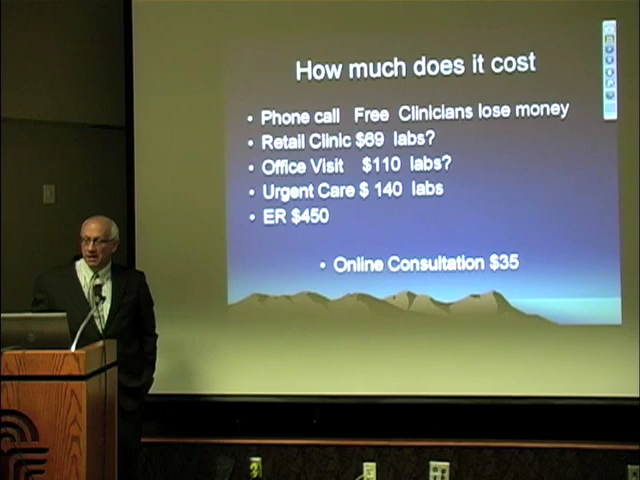 How much does it cost
• Phone call Free Clinicians lose money
• Retail Clinic $69 labs?
• Office Visit $110 labs?
• Urgent Care $ 140 labs
• ER $450
• Online Consultation $35